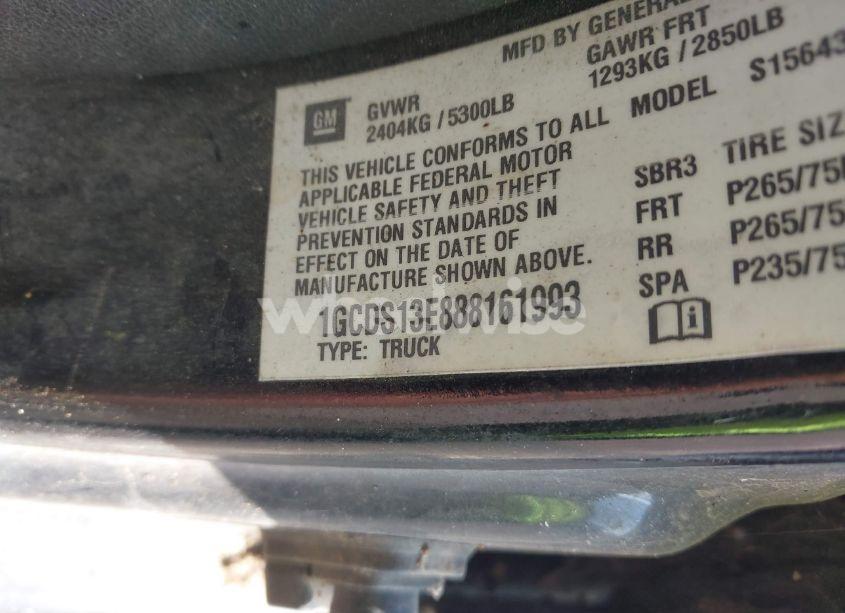 MFD BY GENERAL
GM
GVWR
2404KG / 5300LB
GAWR FRT
1293KG / 2850LB
THIS VEHICLE CONFORMS TO ALL
APPLICABLE FEDERAL MOTOR
VEHICLE SAFETY AND THEFT
PREVENTION STANDARDS IN
EFFECT ON THE DATE OF
MANUFACTURE SHOWN ABOVE.
1GCDS13E888161993
TYPE: TRUCK
MODEL S15643
SBR3 TIRE SIZ
FRT P265/75
RR P265/75
SPA P235/75
i